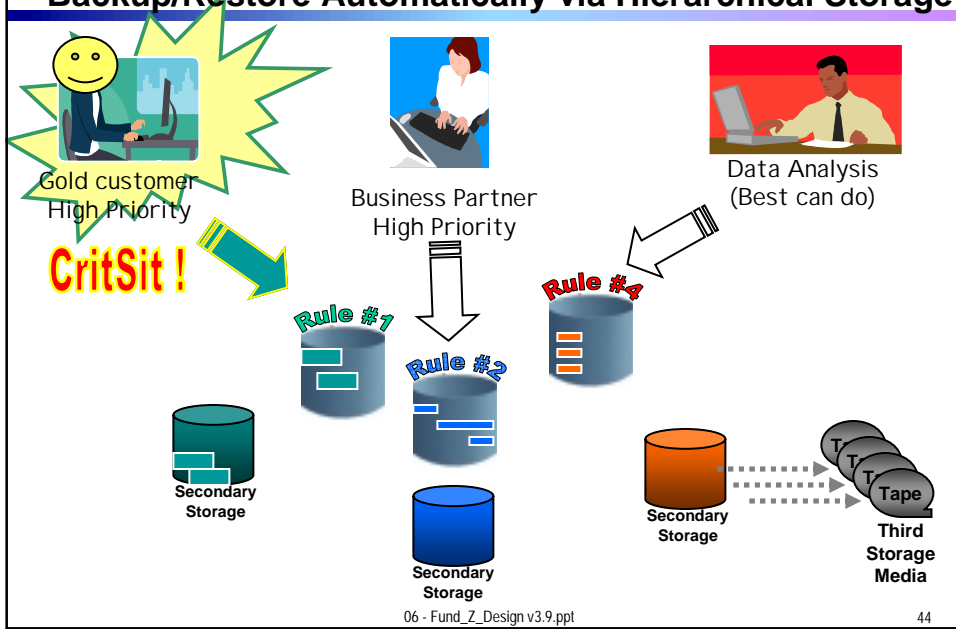 Backup/Restore Automatically via Hierarchical Storage
Gold customer
High Priority
CritSit !
Business Partner
High Priority
Data Analysis
(Best can do)
Rule #1
Rule #2
Rule #4
Secondary
Storage
Secondary
Storage
Secondary
Storage
Tape
Third
Storage
Media
06 - Fund_Z_Design v3.9.ppt
44